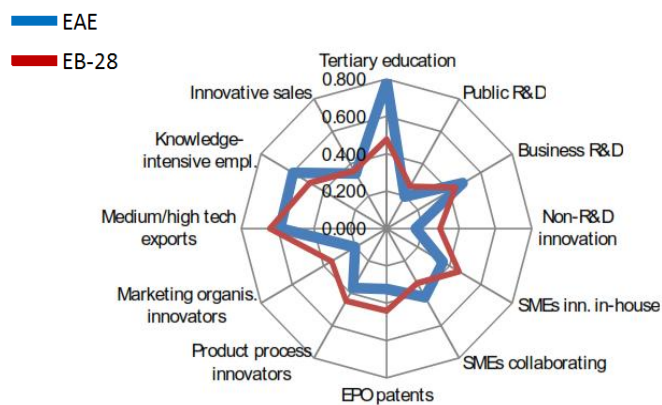 EAE
EB-28
Tertiary education
0.800
0.600
0.400
0.200
0.000
Public R&D
Business R&D
Non-R&D
innovation
SMEs inn. in-house
SMEs collaborating
EPO patents
Product process
innovators
Marketing organis.
innovators
Medium/high tech
exports
Knowledge-
intensive empl.
Innovative sales